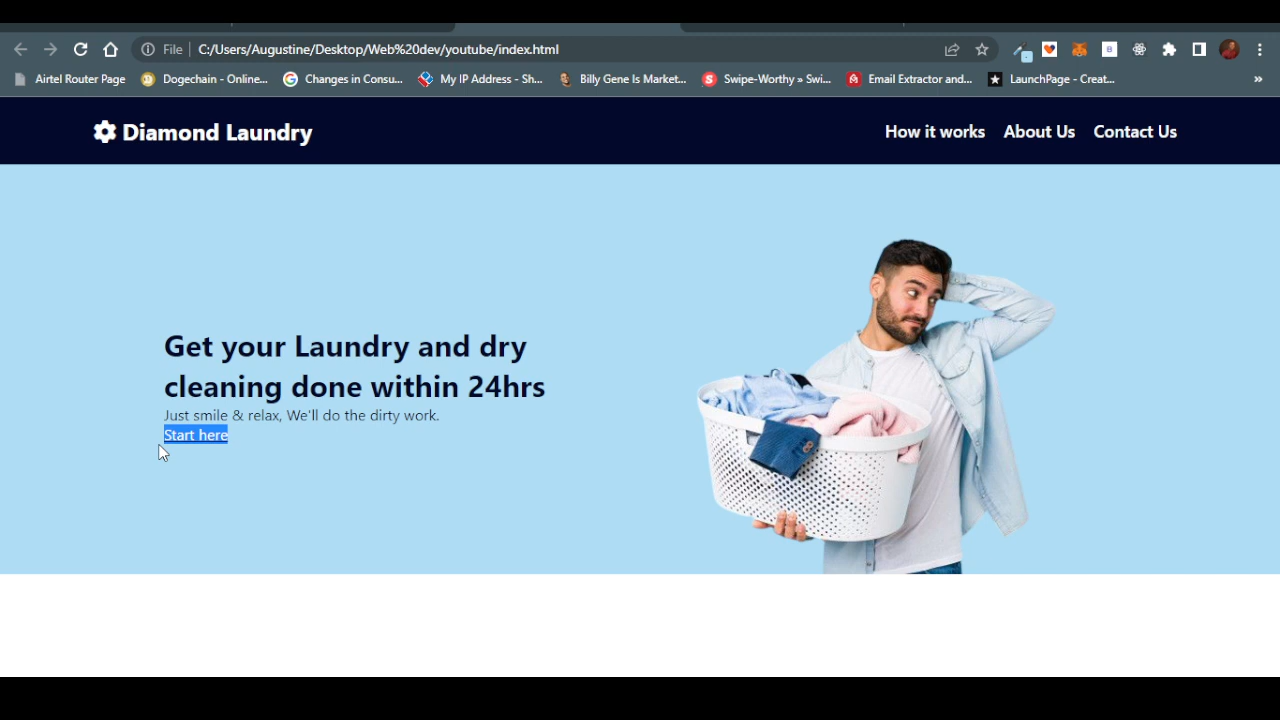 File
C:/Users/Augustine/Desktop/Web%20dev/youtube/index.html
Airtel Router Page
Dogechain - Online...
Changes in Consu...
My IP Address - Sh...
Billy Gene Is Market...
Swipe-Worthy » Swi...
Email Extractor and...
LaunchPage - Creat...
»
Diamond Laundry
How it works
About Us
Contact Us
Get your Laundry and dry
cleaning done within 24hrs
Just smile & relax, We'll do the dirty work.
Start here